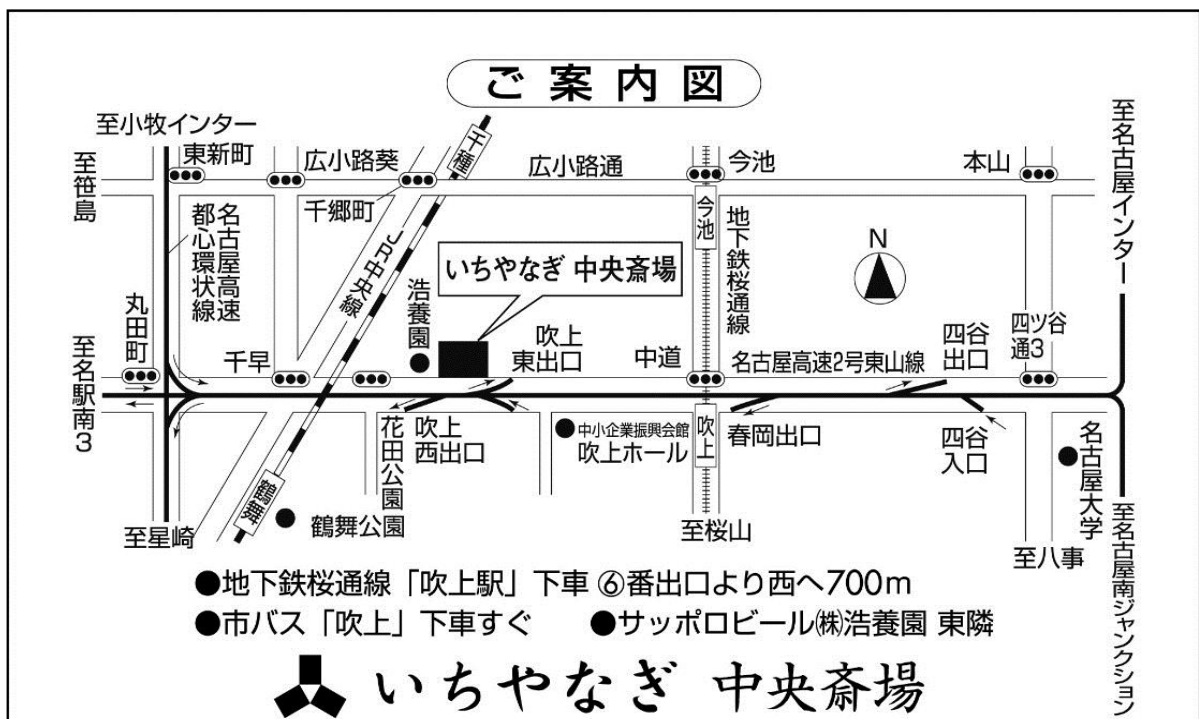 ご案内図
至小牧インター
東新町
広小路葵
千種
広小路通
今池
本山
至名古屋インター
至笹島
千郷町
今池
地下鉄桜通線
名古屋高速
都心環状線
JR中央線
いちやなぎ 中央斎場
N
浩養園
丸田町
吹上
東出口
四谷
出口
四ツ谷
通3
至名駅南3
千早
中道
名古屋高速2号東山線
花田公園
吹上
西出口
中小企業振興会館
吹上ホール
吹上
春岡出口
四谷
入口
名古屋大学
鶴舞
鶴舞公園
至星崎
至桜山
至八事
至名古屋南ジャンクション
●地下鉄桜通線「吹上駅」下車 ⑥番出口より西へ700m
●市バス「吹上」下車すぐ ●サッポロビール㈱浩養園 東隣
いちやなぎ 中央斎場